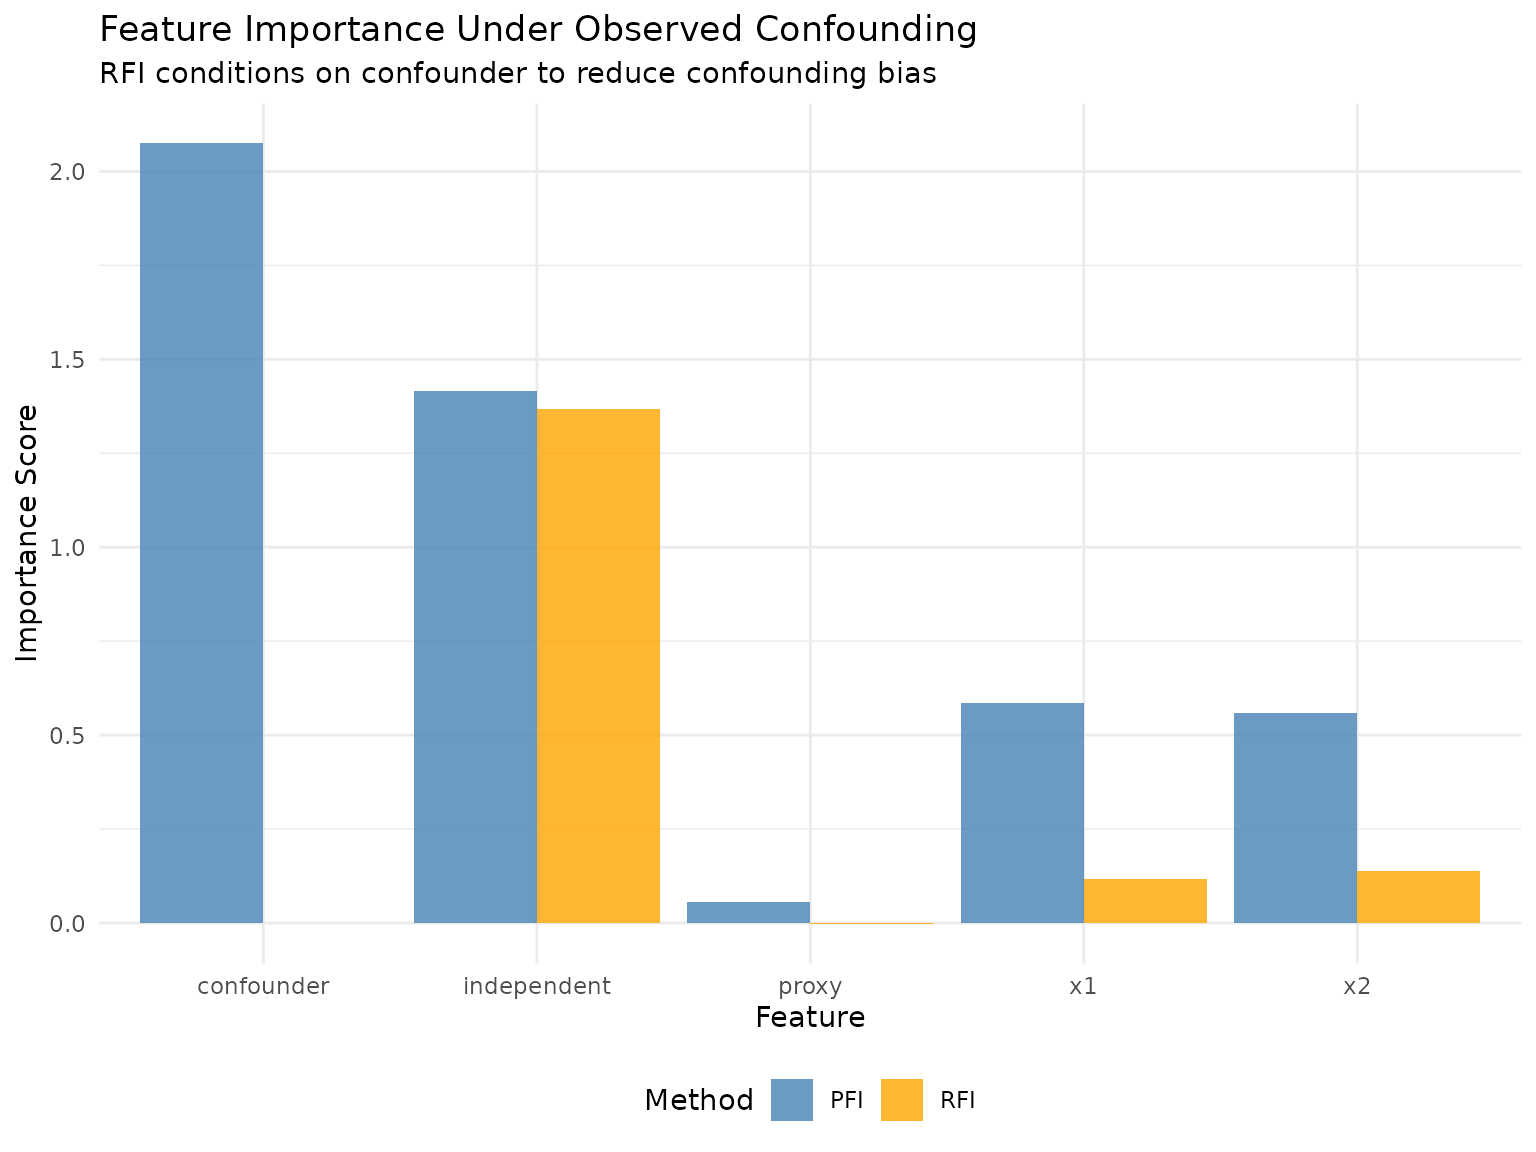 Feature Importance Under Observed Confounding
RFI conditions on confounder to reduce confounding bias
Importance Score
2.0
1.5
1.0
0.5
0.0
confounder independent proxy x1 x2
Feature
Method PFI RFI